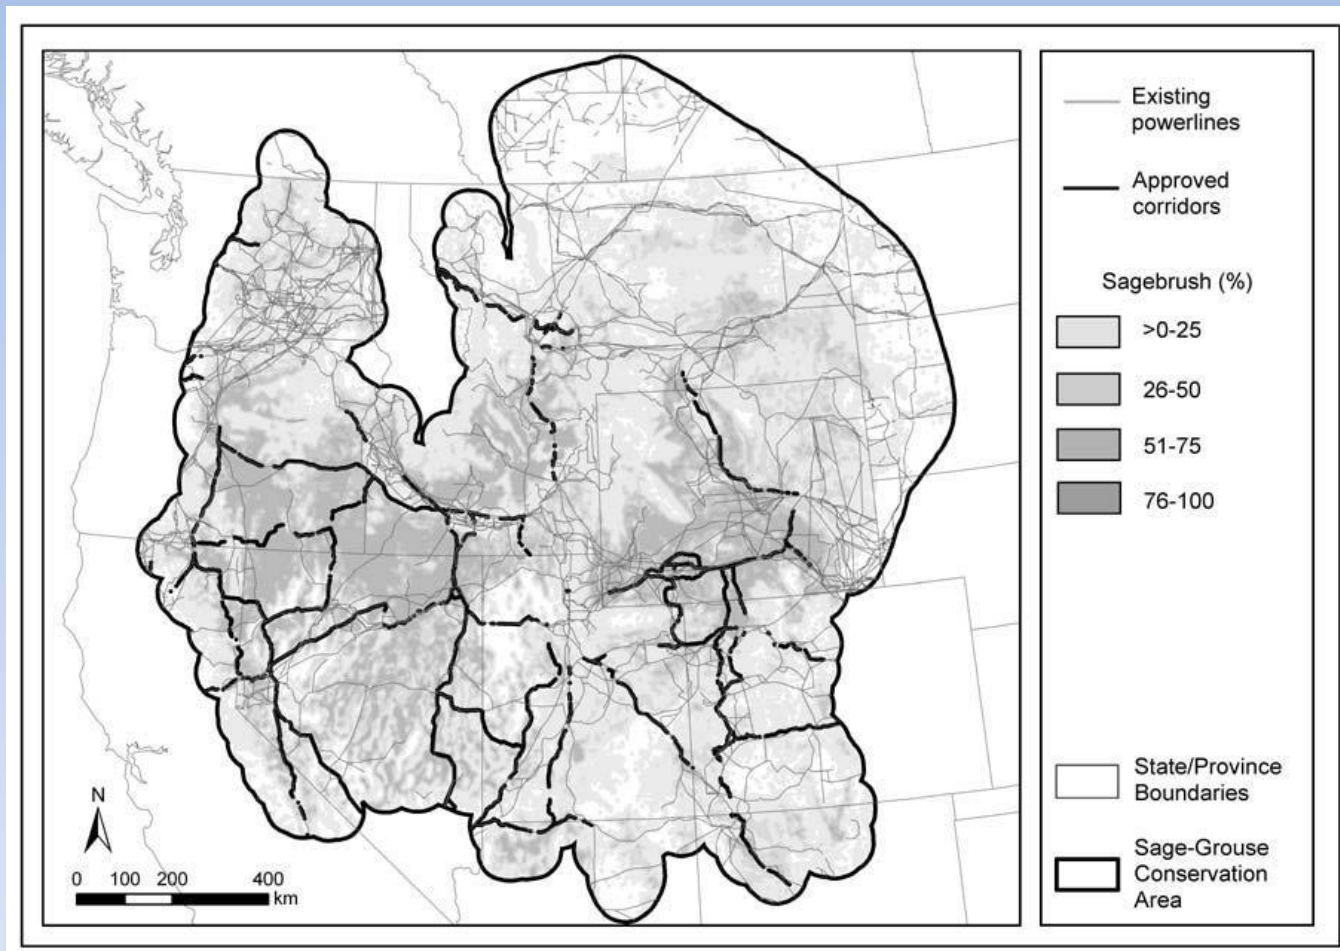 Existing
powerlines
Approved
corridors
Sagebrush (%)
>0-25
26-50
51-75
76-100
State/Province
Boundaries
Sage-Grouse
Conservation
Area
N
0 100 200 400
km